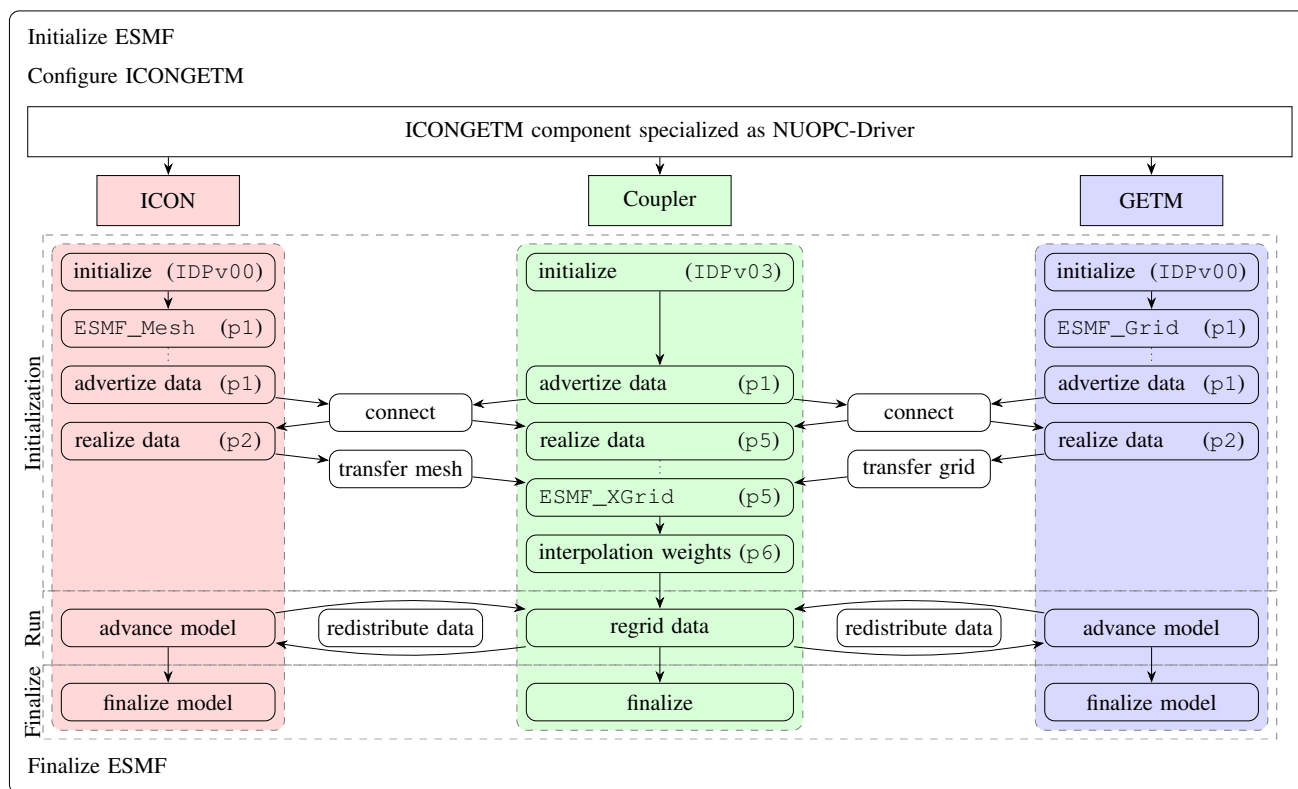 Initialize ESMF
Configure ICONGETM
ICONGETM component specialized as NUOPC-Driver
ICON Coupler GETM
Initialization
initialize (IDPv00) initialize (IDPv03) initialize (IDPv00)
ESMF_Mesh (p1) ESMF_Grid (p1)
advertize data (p1) advertize data (p1) advertize data (p1)
connect connect
realize data (p2) realize data (p5) realize data (p2)
transfer mesh transfer grid
ESMF_XGrid (p5)
interpolation weights (p6)
Run
advance model redistribute data regrid data redistribute data advance model
Finalize
finalize model finalize finalize model
Finalize ESMF